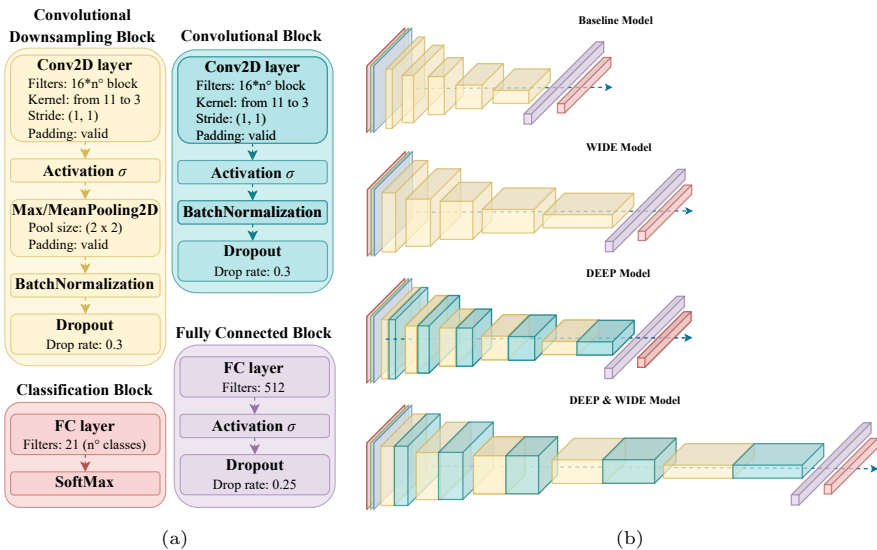 Convolutional
Downsampling Block
Conv2D layer
Filters: 16*n° block
Kernel: from 11 to 3
Stride: (1, 1)
Padding: valid
Activation σ
Max/MeanPooling2D
Pool size: (2 x 2)
Padding: valid
BatchNormalization
Dropout
Drop rate: 0.3
Convolutional Block
Conv2D layer
Filters: 16*n° block
Kernel: from 11 to 3
Stride: (1, 1)
Padding: valid
Activation σ
BatchNormalization
Dropout
Drop rate: 0.3
Classification Block
FC layer
Filters: 21 (n° classes)
SoftMax
Fully Connected Block
FC layer
Filters: 512
Activation σ
Dropout
Drop rate: 0.25
(a)
Baseline Model
WIDE Model
DEEP Model
DEEP & WIDE Model
(b)